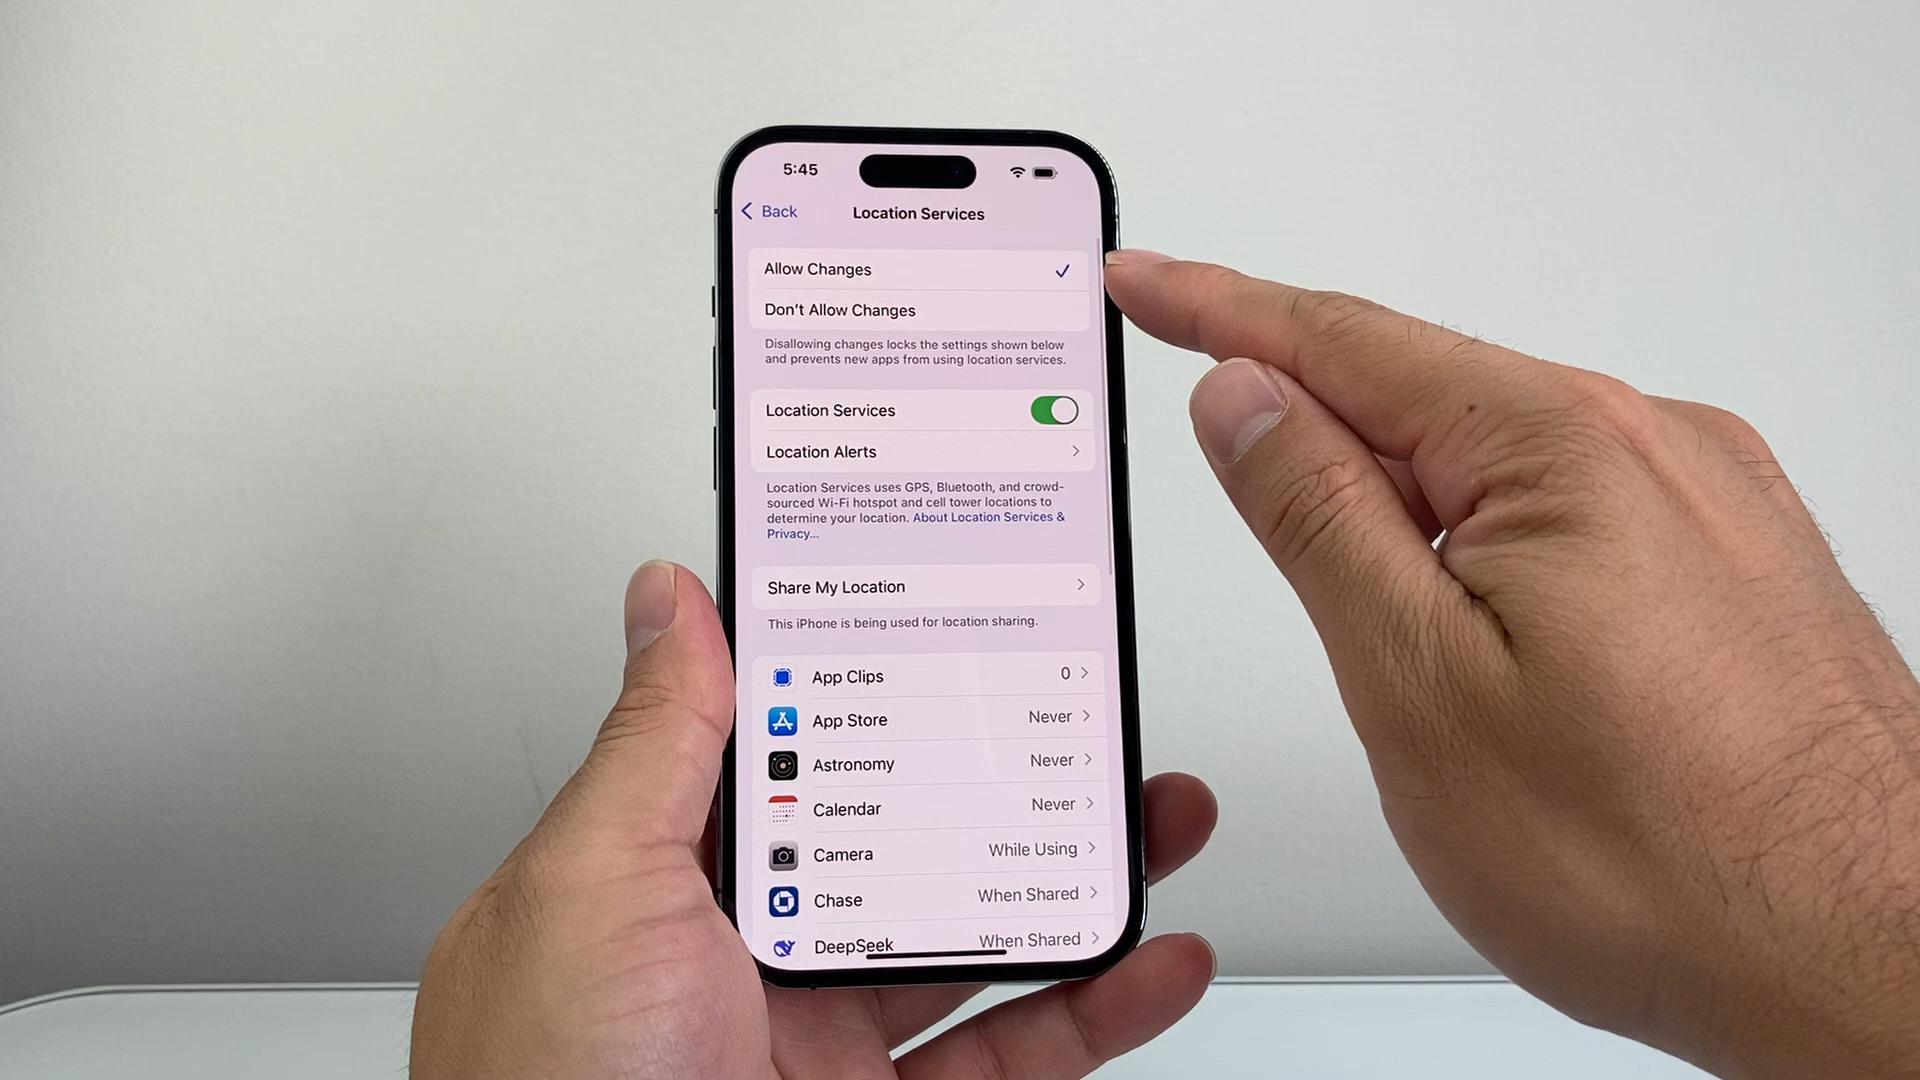 5:45
Back
Location Services
Allow Changes
Don't Allow Changes
Disallowing changes locks the settings shown below
and prevents new apps from using location services.
Location Services
Location Alerts
Location Services uses GPS, Bluetooth, and crowd-
sourced Wi-Fi hotspot and cell tower locations to
determine your location. About Location Services &
Privacy...
Share My Location
This iPhone is being used for location sharing.
App Clips 0
App Store Never
Astronomy Never
Calendar Never
Camera While Using
Chase When Shared
DeepSeek When Shared